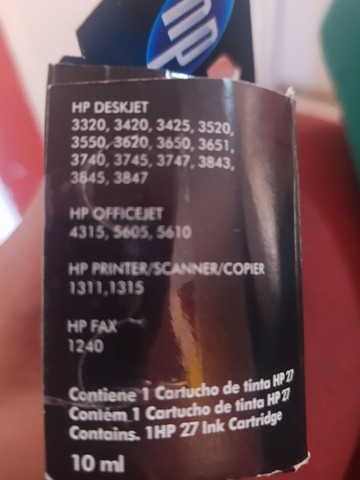 hp
HP DESKJET
3320, 3420, 3425, 3520,
3550, 3620, 3650, 3651,
3740, 3745, 3747, 3843,
3845, 3847
HP OFFICEJET
4315, 5605, 5610
HP PRINTER/SCANNER/COPIER
1311,1315
HP FAX
1240
Contiene 1 Cartucho de tinta HP 27
Contém 1 Cartucho de tinta HP 27
Contains. 1HP 27 Ink Cartridge
10 ml